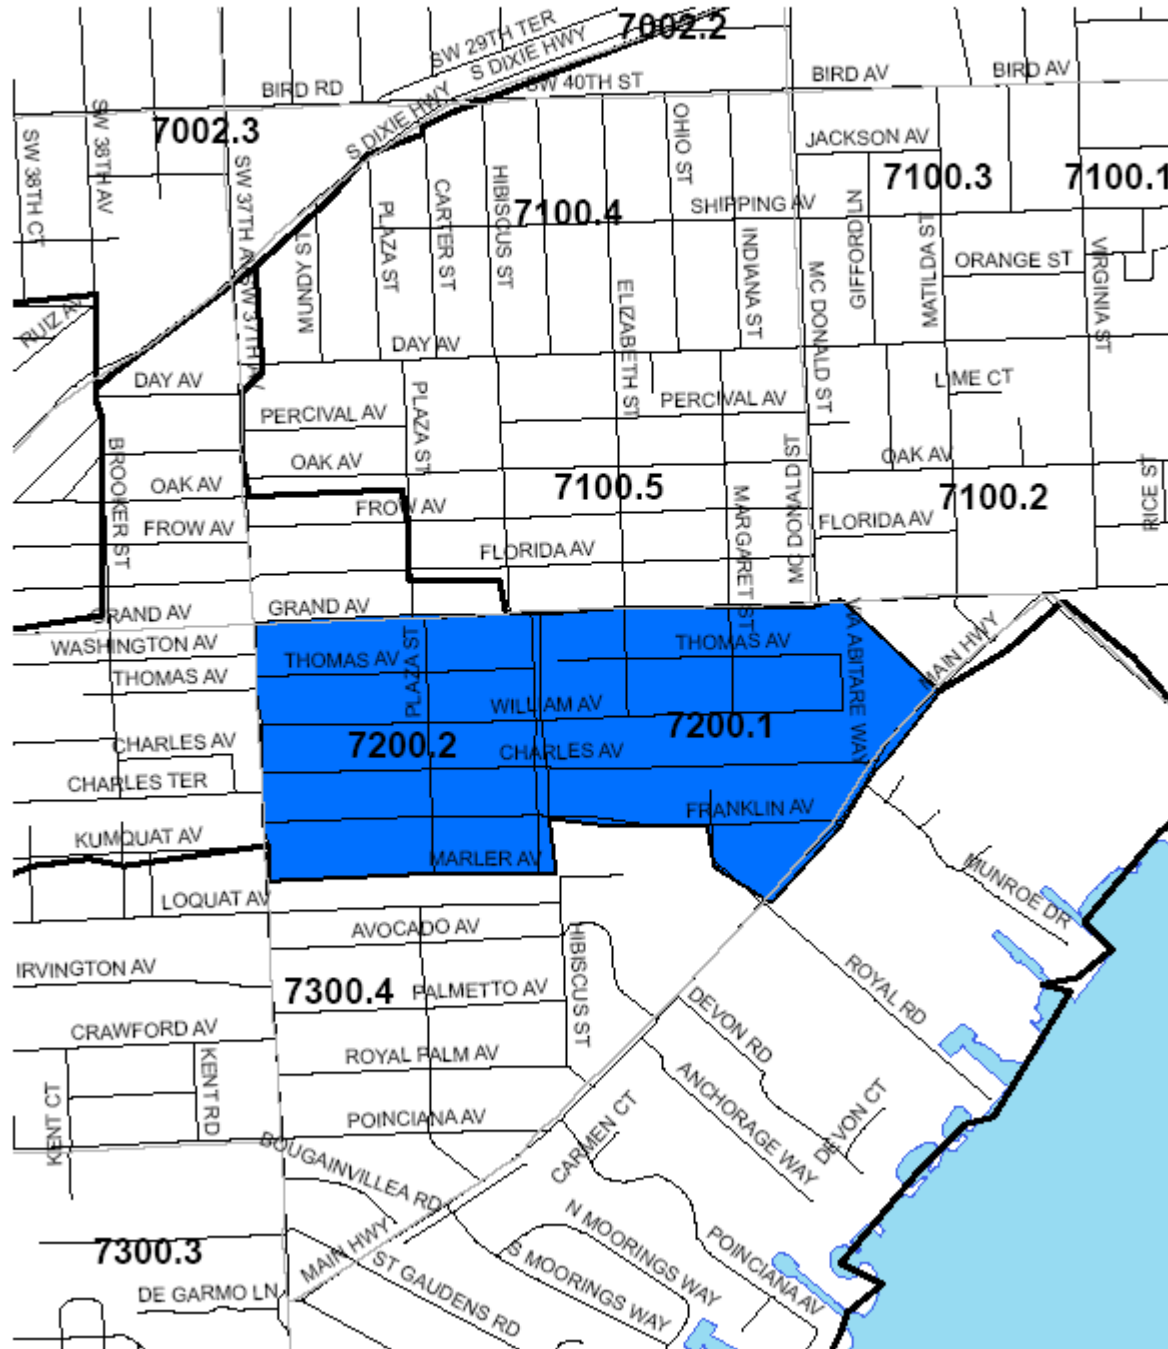 SW 29TH TER
7002.2
S DIXIE HWY
BIRD RD
SW 40TH ST
BIRD AV
BIRD AV
SW 38TH CT
SW 38TH AV
7002.3
S DIXIE HWY
OHIO ST
JACKSON AV
SW 37TH AV
SW 37TH AV
MUNDY ST
PLAZA ST
CARTER ST
HIBISCUS ST
7100.4
SHIPPING AV
7100.3
7100.1
INDIANA ST
MC DONALD ST
GIFFORD LN
MATILDA ST
ORANGE ST
VIRGINIA ST
RUIZ AV
DAY AV
ELIZABETH ST
DAY AV
LIME CT
PERCIVAL AV
PLAZA ST
PERCIVAL AV
BROOKER ST
OAK AV
OAK AV
OAK AV
7100.5
MARGARET ST
MC DONALD ST
7100.2
RICE ST
FROW AV
FROW AV
FLORIDA AV
FLORIDA AV
GRAND AV
GRAND AV
WASHINGTON AV
THOMAS AV
PLAZA ST
THOMAS AV
VIA ABITARE WAY
MAIN HWY
THOMAS AV
WILLIAM AV
7200.2
7200.1
CHARLES AV
CHARLES AV
CHARLES TER
FRANKLIN AV
KUMQUAT AV
MARLER AV
MUNROE DR
LOQUAT AV
AVOCADO AV
HIBISCUS ST
IRVINGTON AV
7300.4
PALMETTO AV
ROYAL RD
DEVON RD
CRAWFORD AV
KENT CT
KENT RD
ROYAL PALM AV
ANCHORAGE WAY
DEVON CT
POINCIANA AV
CARMEN CT
BOUGAINVILLEA RD
N MOORINGS WAY
POINCIANA AV
7300.3
MAIN HWY
ST GAUDENS RD
S MOORINGS WAY
DE GARMO LN